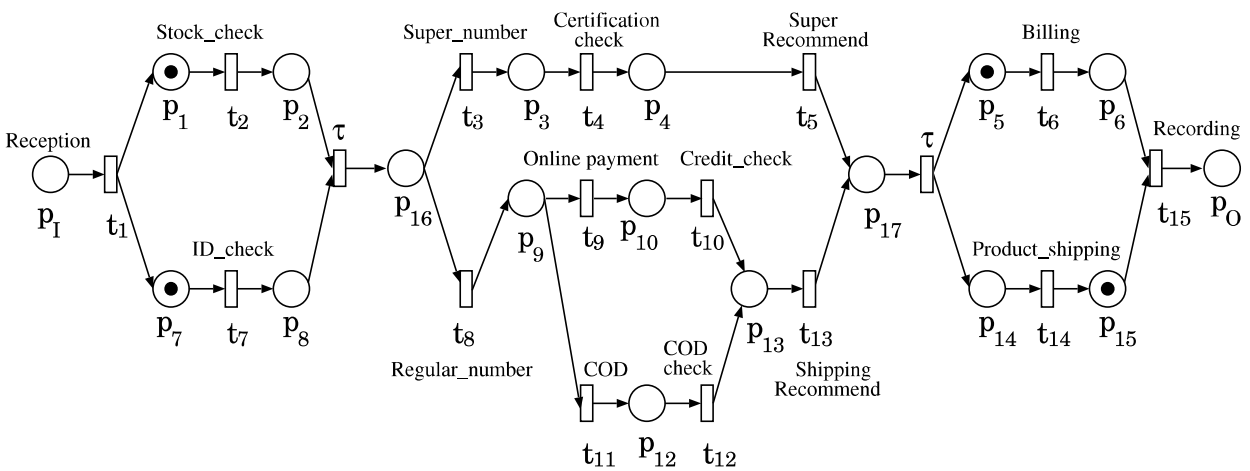 Stock_check
Super_number
Certification
check
Super
Recommend
Billing
p1
t2
p2
τ
t3
p3
t4
p4
t5
τ
p5
t6
p6
Reception
Online payment
Credit_check
Recording
pI
t1
p16
p9
t9
p10
t10
p17
t15
pO
ID_check
Product_shipping
p7
t7
p8
t8
p13
t13
p14
t14
p15
Regular_number
COD
COD
check
Shipping
Recommend
t11
p12
t12